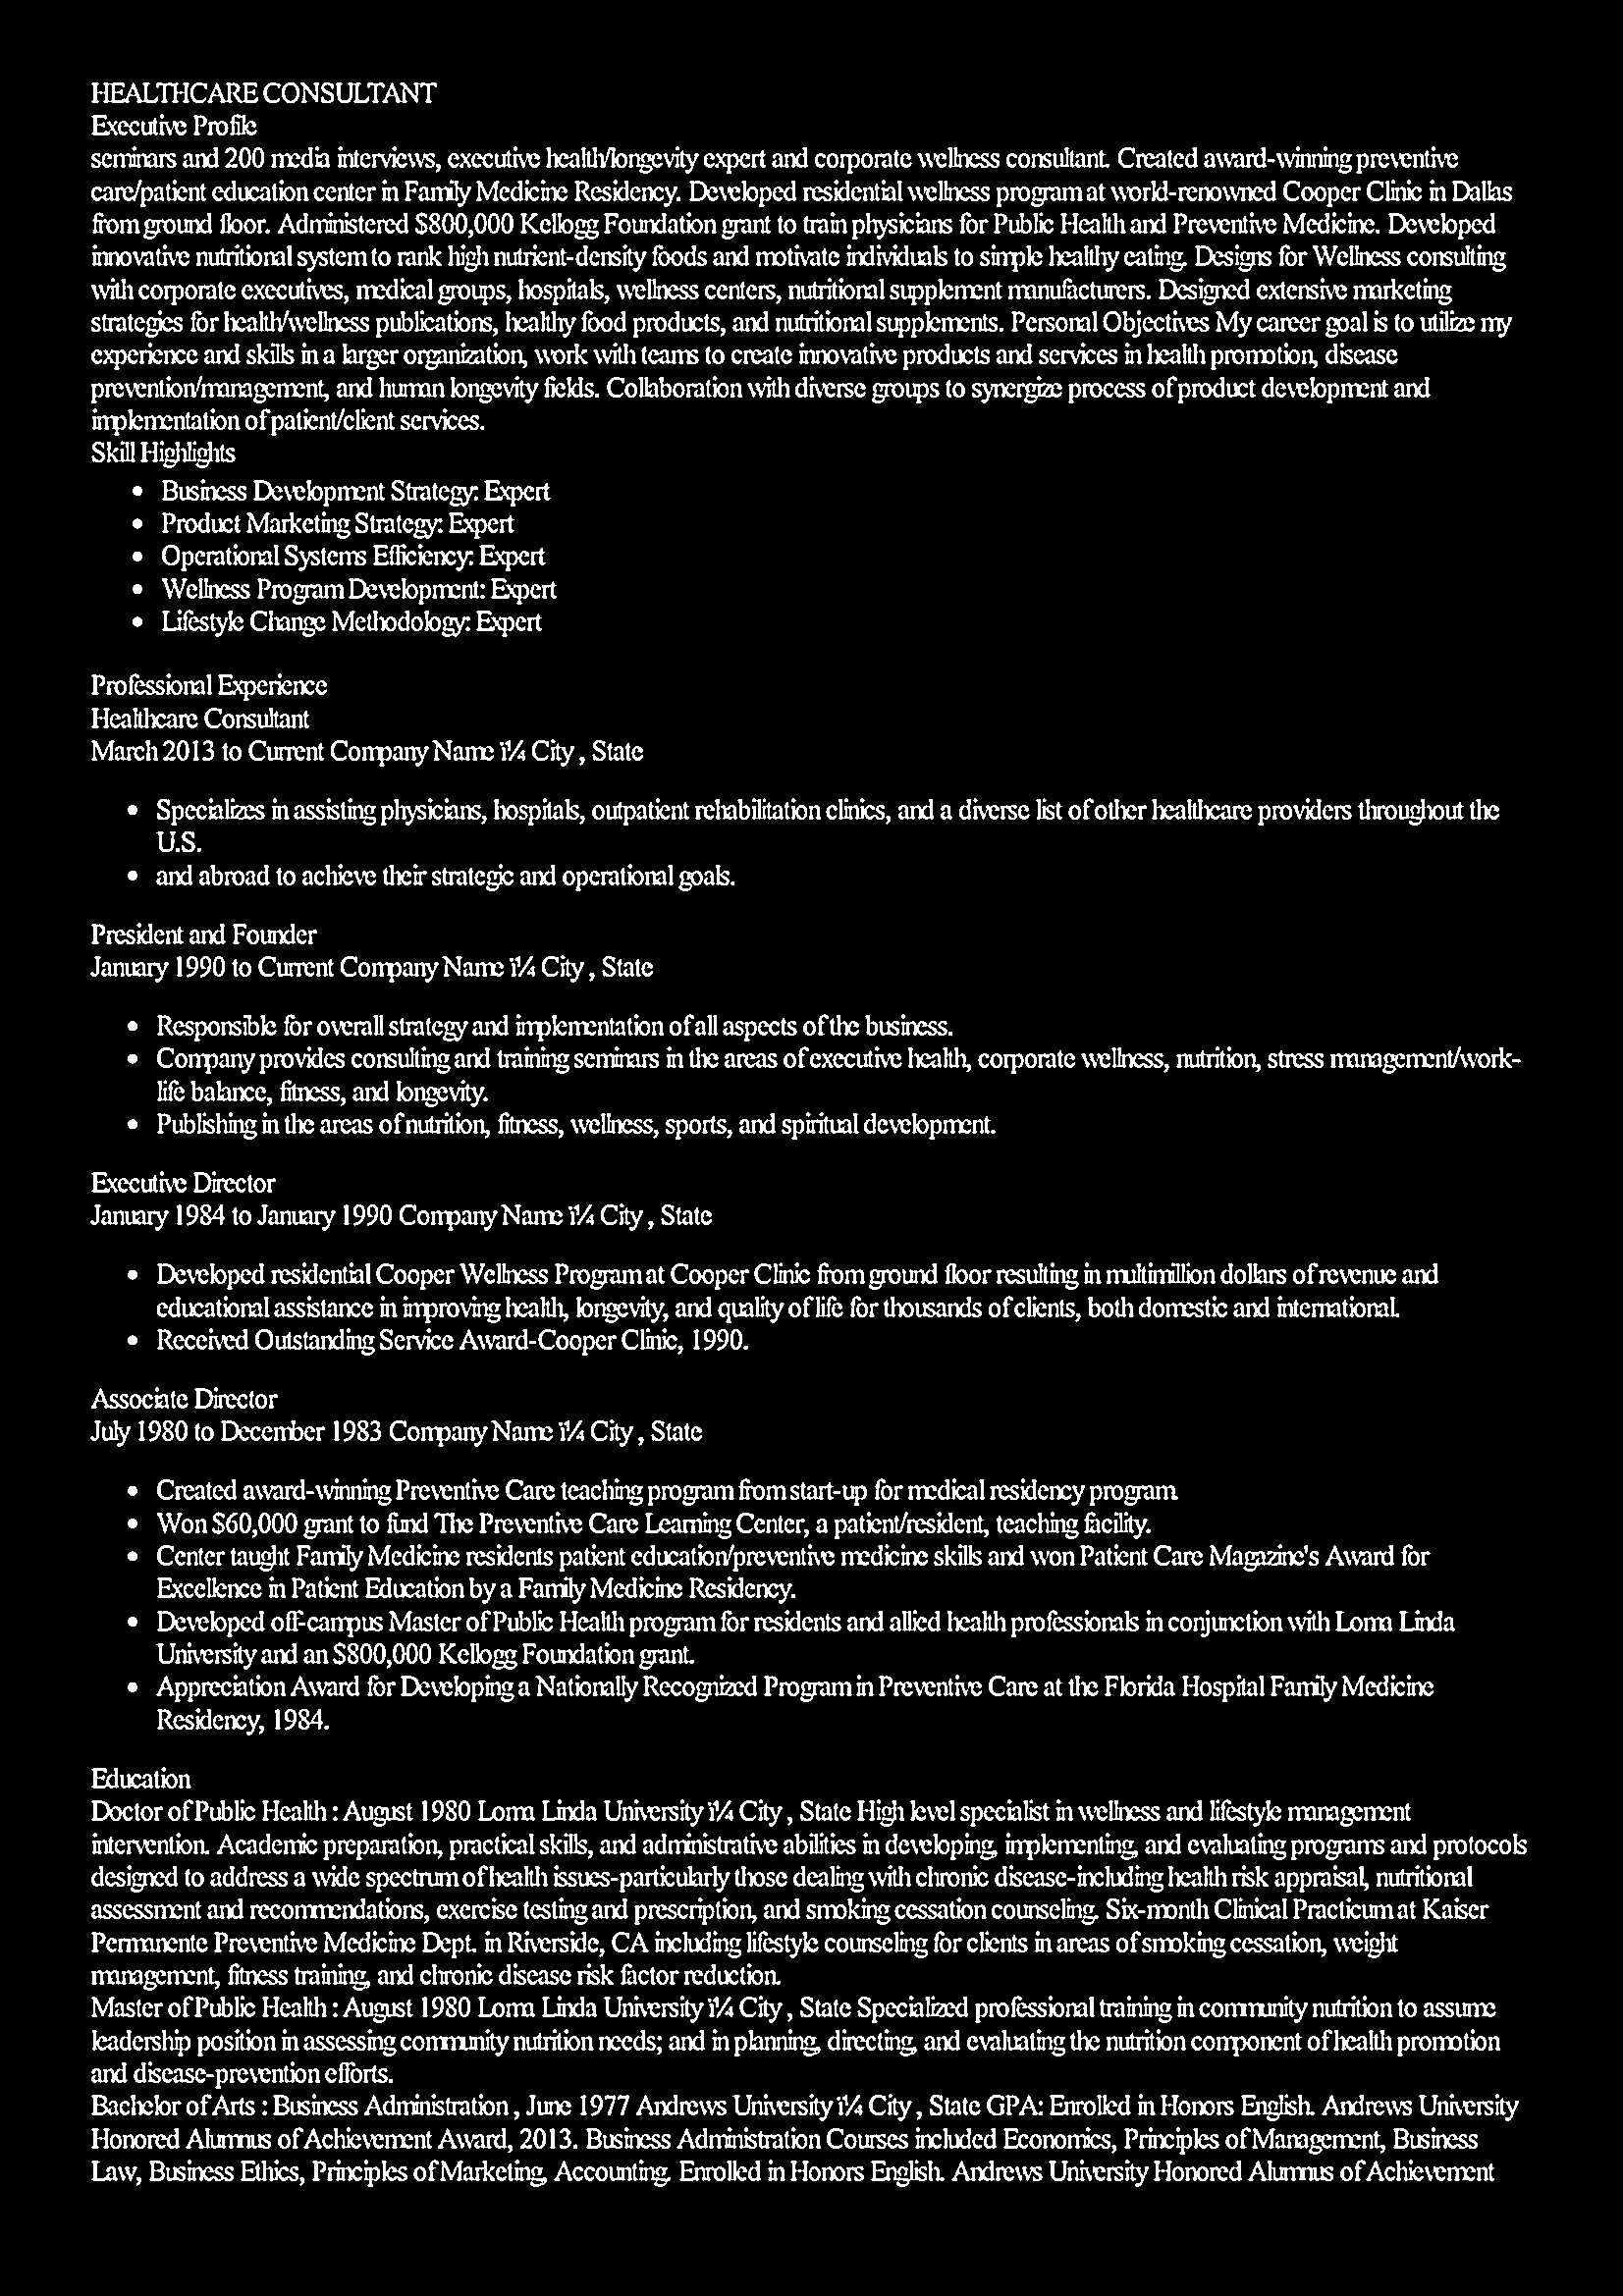 HEALTHCARE CONSULTANT
Executive Profile
seminars and 200 media interviews, executive health/longevity expert and corporate wellness consultant. Created award-winning preventive
care/patient education center in Family Medicine Residency. Developed residential wellness program at world-renowned Cooper Clinic in Dallas
from ground floor. Administered $800,000 Kellogg Foundation grant to train physicians for Public Health and Preventive Medicine. Developed
innovative nutritional system to rank high nutrient-density foods and motivate individuals to simple healthy eating. Designs for Wellness consulting
with corporate executives, medical groups, hospitals, wellness centers, nutritional supplement manufacturers. Designed extensive marketing
strategies for health/wellness publications, healthy food products, and nutritional supplements. Personal Objectives My career goal is to utilize my
experience and skills in a larger organization, work with teams to create innovative products and services in health promotion, disease
prevention/management, and human longevity fields. Collaboration with diverse groups to synergize process of product development and
implementation of patient/client services.
Skill Highlights
• Business Development Strategy: Expert
• Product Marketing Strategy: Expert
• Operational Systems Efficiency: Expert
• Wellness Program Development: Expert
• Lifestyle Change Methodology: Expert
Professional Experience
Healthcare Consultant
March 2013 to Current Company Name ï¼ City , State
• Specializes in assisting physicians, hospitals, outpatient rehabilitation clinics, and a diverse list of other healthcare providers throughout the
U.S.
• and abroad to achieve their strategic and operational goals.
President and Founder
January 1990 to Current Company Name ï¼ City , State
• Responsible for overall strategy and implementation of all aspects of the business.
• Company provides consulting and training seminars in the areas of executive health, corporate wellness, nutrition, stress management/work-
life balance, fitness, and longevity.
• Publishing in the areas of nutrition, fitness, wellness, sports, and spiritual development.
Executive Director
January 1984 to January 1990 Company Name ï¼ City , State
• Developed residential Cooper Wellness Program at Cooper Clinic from ground floor resulting in multimillion dollars of revenue and
educational assistance in improving health, longevity, and quality of life for thousands of clients, both domestic and international.
• Received Outstanding Service Award-Cooper Clinic, 1990.
Associate Director
July 1980 to December 1983 Company Name ï¼ City , State
• Created award-winning Preventive Care teaching program from start-up for medical residency program.
• Won $60,000 grant to fund The Preventive Care Learning Center, a patient/resident, teaching facility.
• Center taught Family Medicine residents patient education/preventive medicine skills and won Patient Care Magazine's Award for
Excellence in Patient Education by a Family Medicine Residency.
• Developed off-campus Master of Public Health program for residents and allied health professionals in conjunction with Loma Linda
University and an $800,000 Kellogg Foundation grant.
• Appreciation Award for Developing a Nationally Recognized Program in Preventive Care at the Florida Hospital Family Medicine
Residency, 1984.
Education
Doctor of Public Health : August 1980 Loma Linda University ï¼ City , State High level specialist in wellness and lifestyle management
intervention. Academic preparation, practical skills, and administrative abilities in developing, implementing, and evaluating programs and protocols
designed to address a wide spectrum of health issues-particularly those dealing with chronic disease-including health risk appraisal, nutritional
assessment and recommendations, exercise testing and prescription, and smoking cessation counseling. Six-month Clinical Practicum at Kaiser
Permanente Preventive Medicine Dept. in Riverside, CA including lifestyle counseling for clients in areas of smoking cessation, weight
management, fitness training, and chronic disease risk factor reduction.
Master of Public Health : August 1980 Loma Linda University ï¼ City , State Specialized professional training in community nutrition to assume
leadership position in assessing community nutrition needs; and in planning, directing, and evaluating the nutrition component of health promotion
and disease-prevention efforts.
Bachelor of Arts : Business Administration , June 1977 Andrews University ï¼ City , State GPA: Enrolled in Honors English. Andrews University
Honored Alumnus of Achievement Award, 2013. Business Administration Courses included Economics, Principles of Management, Business
Law, Business Ethics, Principles of Marketing, Accounting. Enrolled in Honors English. Andrews University Honored Alumnus of Achievement